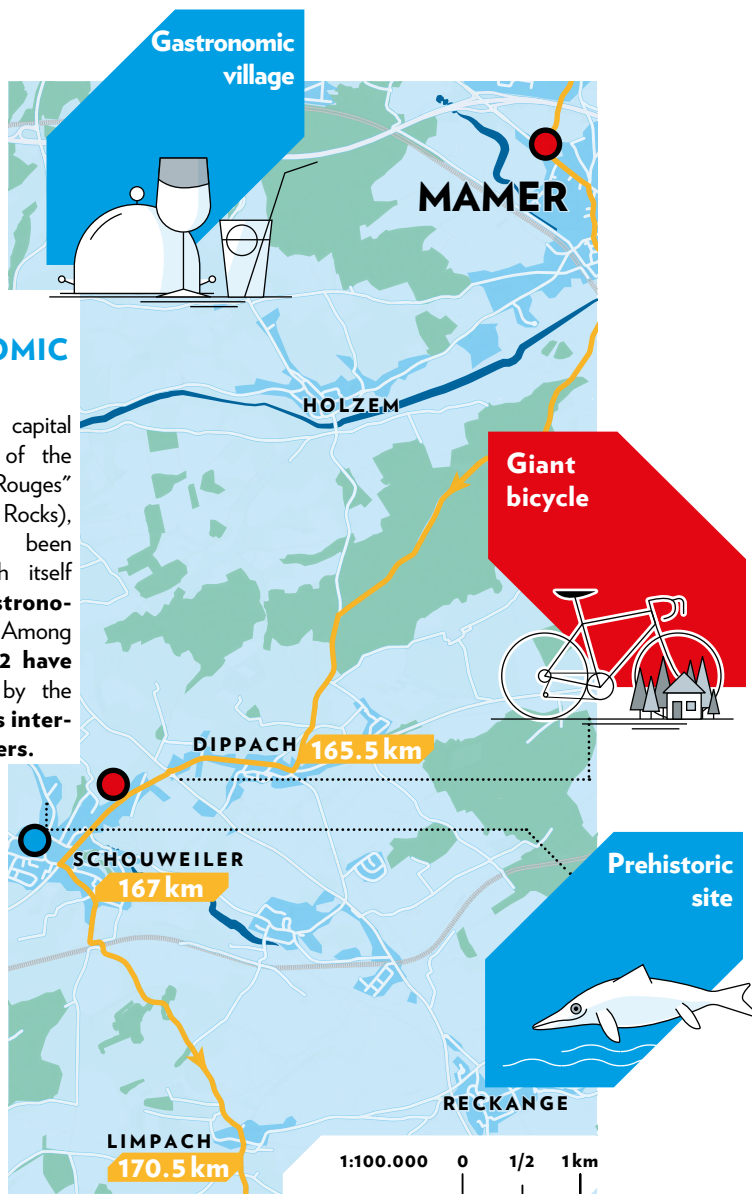 Gastronomic
village
MAMER
OMIC
capital
of the
Rouges"
Rocks),
been
itself
strono-
Among
2 have
by the
s inter-
ers.
HOLZEM
Giant
bicycle
DIPPACH 165.5 km
SCHOUWEILER
167 km
Prehistoric
site
RECKANGE
LIMPACH
170.5 km
1:100.000 0 1/2 1 km